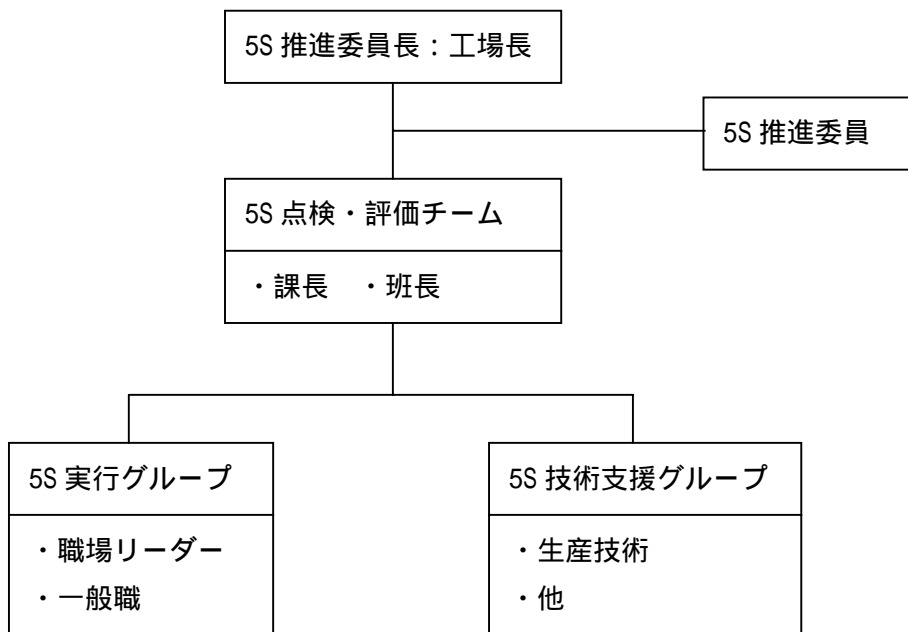 5S 推進委員長：工場長
5S 推進委員
5S 点検・評価チーム
・課長　・班長
5S 実行グループ
・職場リーダー
・一般職
5S 技術支援グループ
・生産技術
・他